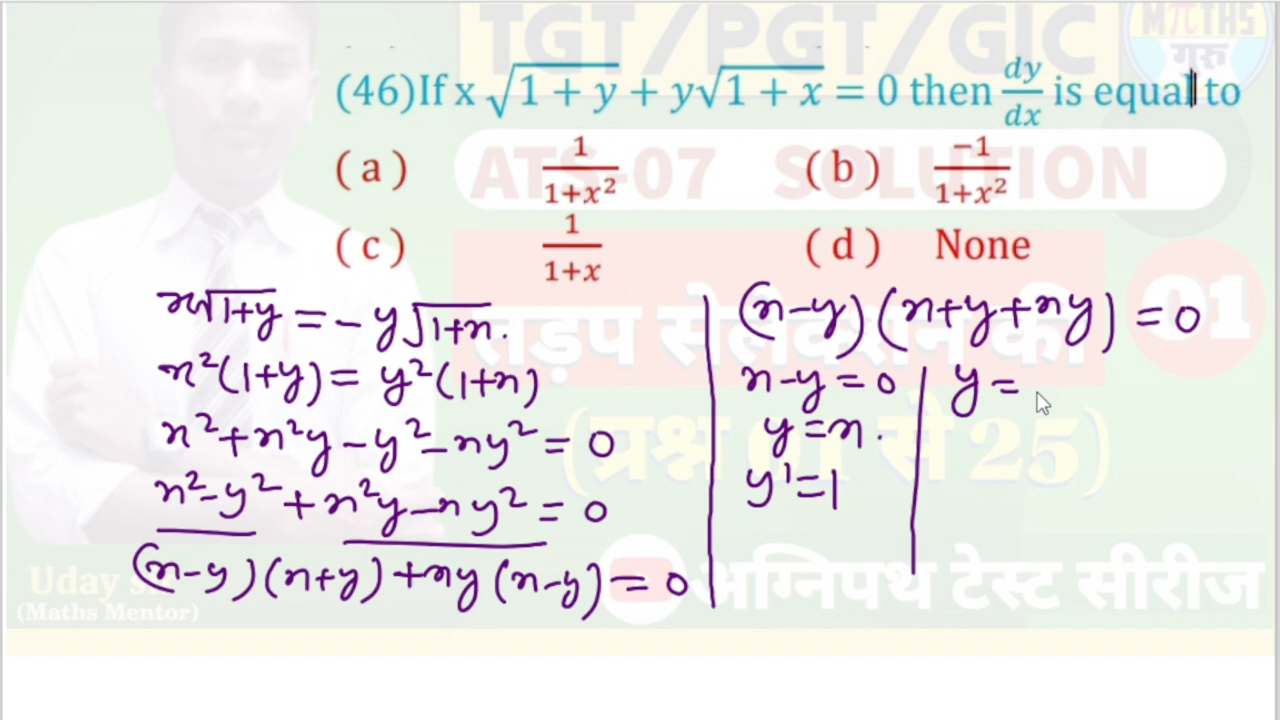 TGT/PGT/GIC
MπTHS
गुरु
(46)If x √1 + y + y√1 + x = 0 then dy/dx is equal to
ATS-07 SOLUTION
(a) 1/1+x² (b) -1/1+x²
(c) 1/1+x (d) None
x√1+y = - y√1+x.
x²(1+y) = y²(1+x)
x²+x²y-y²-xy² = 0
x²-y²+x²y-xy² = 0
(x-y)(x+y)+xy(x-y) = 0
(x-y)(x+y+xy) = 0
x-y=0
y=x.
y'=1
y =
तड़प सेलेक्शन की
01
(प्रश्न 01 से 25)
Uday
(Maths Mentor)
अग्निपथ टेस्ट सीरीज